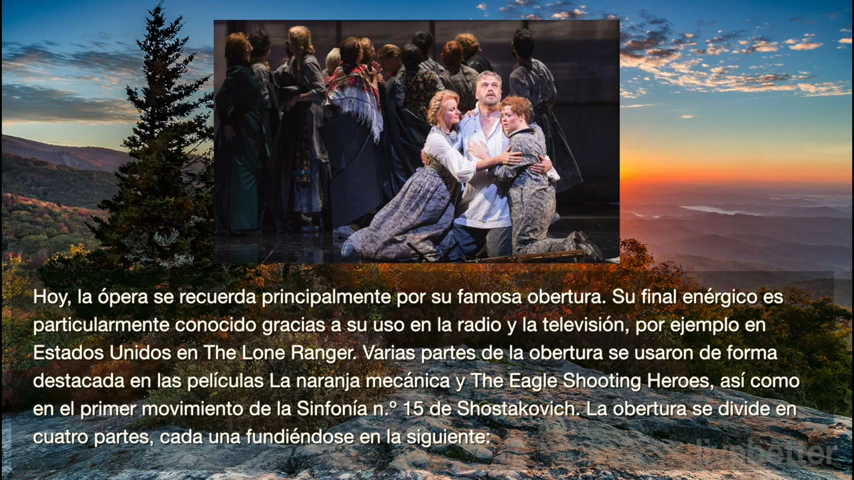 Hoy, la ópera se recuerda principalmente por su famosa obertura. Su final enérgico es
particularmente conocido gracias a su uso en la radio y la televisión, por ejemplo en
Estados Unidos en The Lone Ranger. Varias partes de la obertura se usaron de forma
destacada en las películas La naranja mecánica y The Eagle Shooting Heroes, así como
en el primer movimiento de la Sinfonía n.º 15 de Shostakovich. La obertura se divide en
cuatro partes, cada una fundiéndose en la siguiente:
livebetter